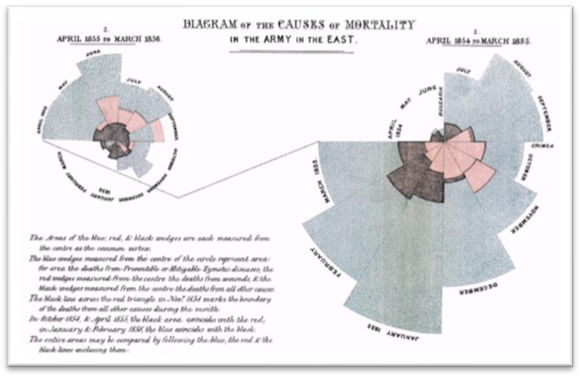 DIAGRAM OF THE CAUSES OF MORTALITY
IN THE ARMY IN THE EAST.
2.
APRIL 1855 TO MARCH 1856.
1.
APRIL 1854 TO MARCH 1855.
APRIL 1855
MAY
JUNE
JULY
AUGUST
SEPTEMBER
OCTOBER
NOVEMBER
DECEMBER
JANUARY
1856
FEBRUARY
MARCH
APRIL
1854
MAY
JUNE
BULGARIA
JULY
AUGUST
SEPTEMBER
CRIMEA
OCTOBER
NOVEMBER
DECEMBER
JANUARY 1855
FEBRUARY
MARCH 1855.
The Areas of the blue, red, & black wedges are each measured from
the centre as the common vertex.
The blue wedges measured from the centre of the circle represent area
for area the deaths from Preventible or Mitigable Zymotic diseases, the
red wedges measured from the centre the deaths from wounds, & the
black wedges measured from the centre the deaths from all other causes.
The black line across the red triangle in Nov.r 1854 marks the boundary
of the deaths from all other causes during the month.
In October 1854, & April 1855, the black area coincides with the red,
in January & February 1856, the blue coincides with the black.
The entire areas may be compared by following the blue, the red & the
black lines enclosing them.